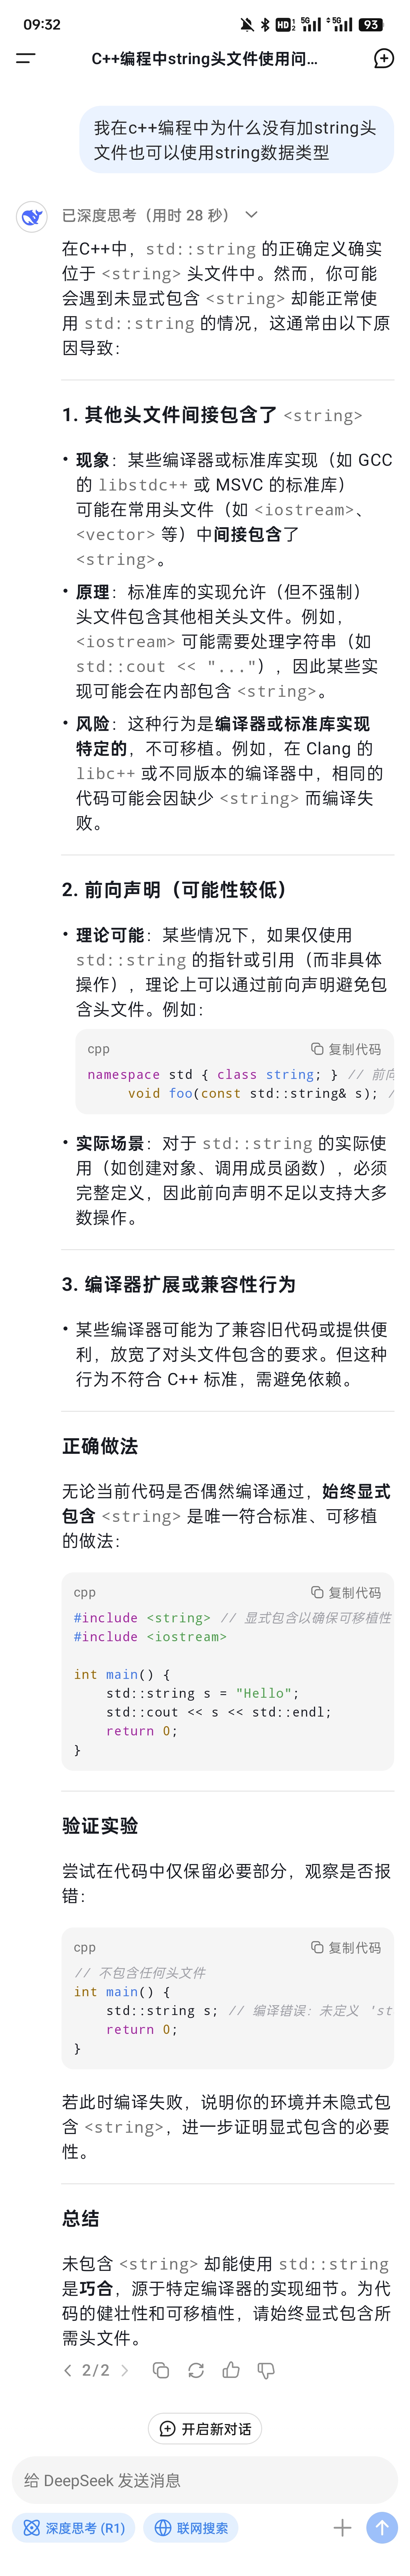 09:32
HD 1 2 5G 5G 93
C++编程中string头文件使用问...
我在c++编程中为什么没有加string头
文件也可以使用string数据类型
已深度思考（用时 28 秒）
在C++中，std::string 的正确定义确实
位于 <string> 头文件中。然而，你可能
会遇到未显式包含 <string> 却能正常使
用 std::string 的情况，这通常由以下原
因导致：
1. 其他头文件间接包含了 <string>
• 现象：某些编译器或标准库实现（如 GCC
的 libstdc++ 或 MSVC 的标准库）
可能在常用头文件（如 <iostream>、
<vector> 等）中间接包含了
<string>。
• 原理：标准库的实现允许（但不强制）
头文件包含其他相关头文件。例如，
<iostream> 可能需要处理字符串（如
std::cout << "..."），因此某些实
现可能会在内部包含 <string>。
• 风险：这种行为是编译器或标准库实现
特定的，不可移植。例如，在 Clang 的
libc++ 或不同版本的编译器中，相同的
代码可能会因缺少 <string> 而编译失
败。
2. 前向声明（可能性较低）
• 理论可能：某些情况下，如果仅使用
std::string 的指针或引用（而非具体
操作），理论上可以通过前向声明避免包
含头文件。例如：
cpp 复制代码
namespace std { class string; } // 前向
void foo(const std::string& s); /
• 实际场景：对于 std::string 的实际使
用（如创建对象、调用成员函数），必须
完整定义，因此前向声明不足以支持大多
数操作。
3. 编译器扩展或兼容性行为
• 某些编译器可能为了兼容旧代码或提供便
利，放宽了对头文件包含的要求。但这种
行为不符合 C++ 标准，需避免依赖。
正确做法
无论当前代码是否偶然编译通过，始终显式
包含 <string> 是唯一符合标准、可移植
的做法：
cpp 复制代码
#include <string> // 显式包含以确保可移植性
#include <iostream>
int main() {
std::string s = "Hello";
std::cout << s << std::endl;
return 0;
}
验证实验
尝试在代码中仅保留必要部分，观察是否报
错：
cpp 复制代码
// 不包含任何头文件
int main() {
std::string s; // 编译错误：未定义 'st
return 0;
}
若此时编译失败，说明你的环境并未隐式包
含 <string>，进一步证明显式包含的必要
性。
总结
未包含 <string> 却能使用 std::string
是巧合，源于特定编译器的实现细节。为代
码的健壮性和可移植性，请始终显式包含所
需头文件。
2/2
开启新对话
给 DeepSeek 发送消息
深度思考 (R1) 联网搜索